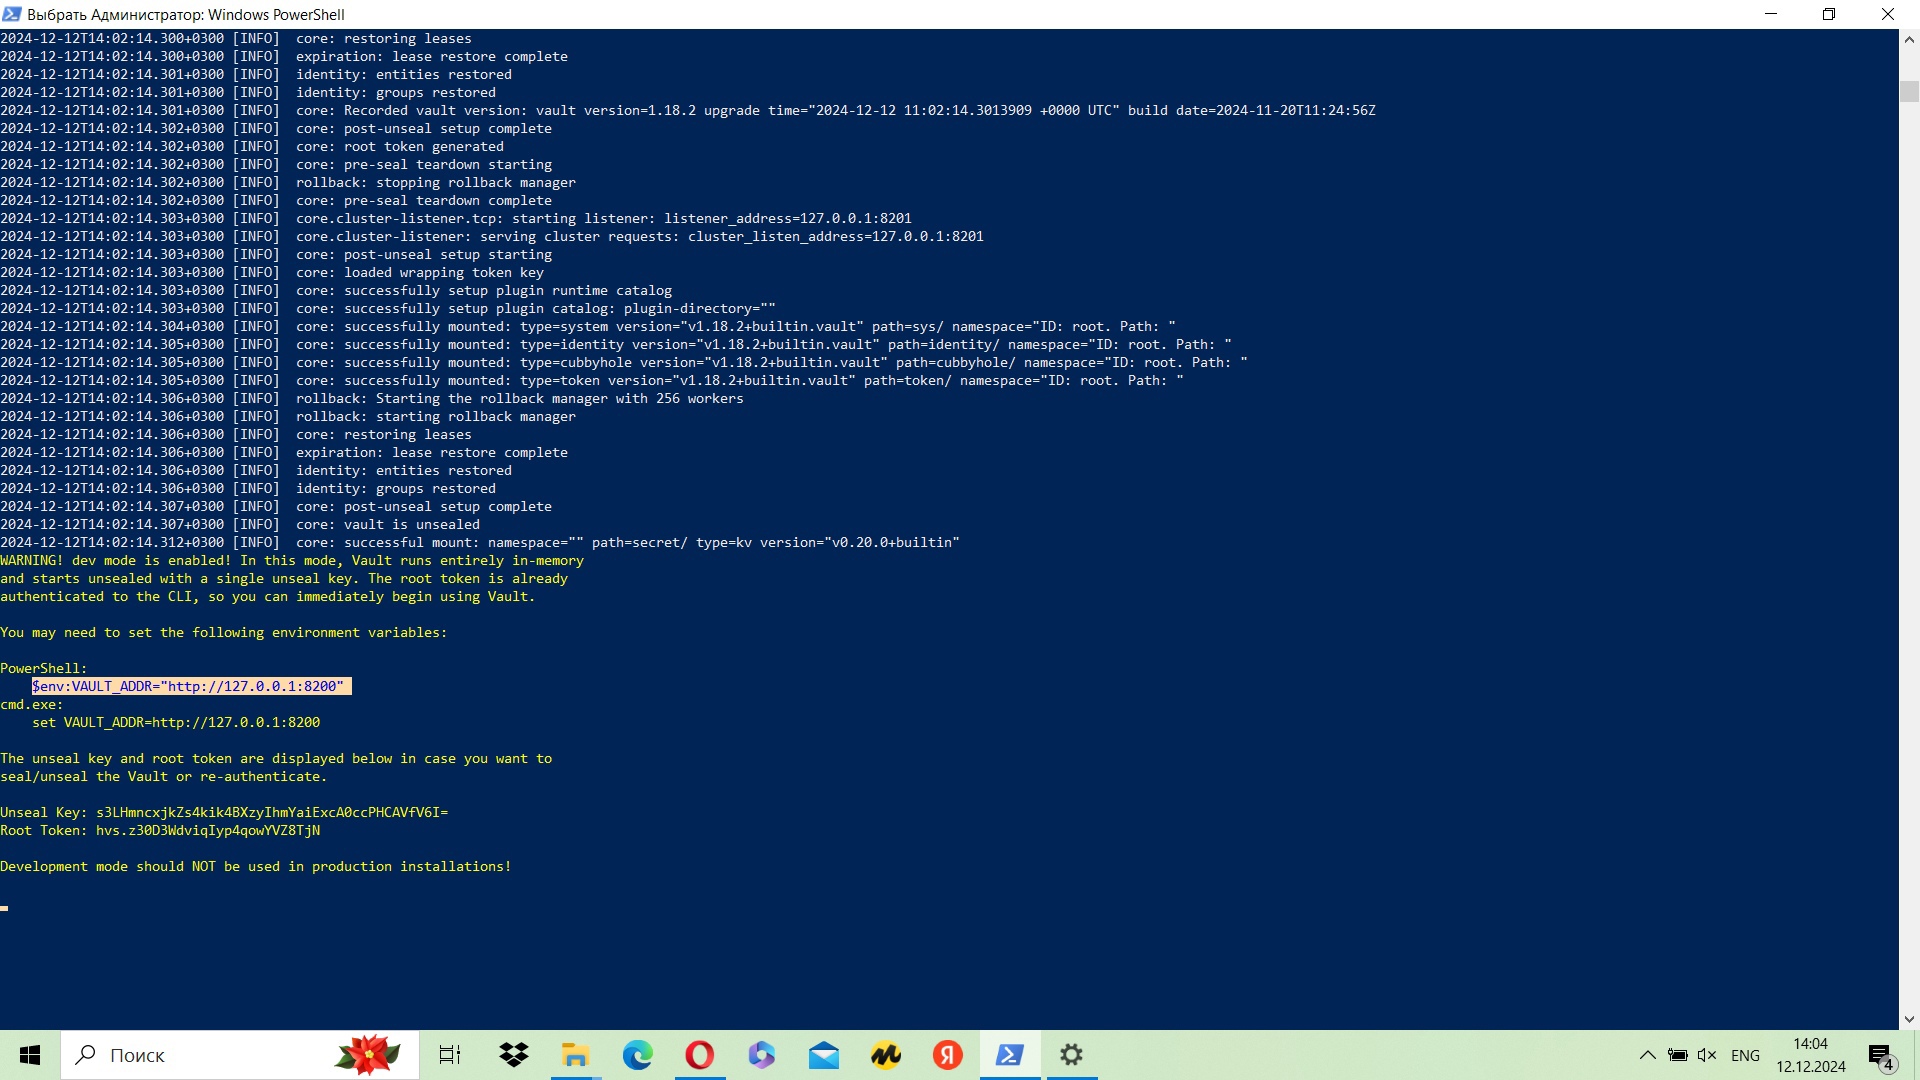 Выбрать Администратор: Windows PowerShell
2024-12-12T14:02:14.300+0300 [INFO]  core: restoring leases
2024-12-12T14:02:14.300+0300 [INFO]  expiration: lease restore complete
2024-12-12T14:02:14.301+0300 [INFO]  identity: entities restored
2024-12-12T14:02:14.301+0300 [INFO]  identity: groups restored
2024-12-12T14:02:14.301+0300 [INFO]  core: Recorded vault version: vault version=1.18.2 upgrade time="2024-12-12 11:02:14.3013909 +0000 UTC" build date=2024-11-20T11:24:56Z
2024-12-12T14:02:14.302+0300 [INFO]  core: post-unseal setup complete
2024-12-12T14:02:14.302+0300 [INFO]  core: root token generated
2024-12-12T14:02:14.302+0300 [INFO]  core: pre-seal teardown starting
2024-12-12T14:02:14.302+0300 [INFO]  rollback: stopping rollback manager
2024-12-12T14:02:14.302+0300 [INFO]  core: pre-seal teardown complete
2024-12-12T14:02:14.303+0300 [INFO]  core.cluster-listener.tcp: starting listener: listener_address=127.0.0.1:8201
2024-12-12T14:02:14.303+0300 [INFO]  core.cluster-listener: serving cluster requests: cluster_listen_address=127.0.0.1:8201
2024-12-12T14:02:14.303+0300 [INFO]  core: post-unseal setup starting
2024-12-12T14:02:14.303+0300 [INFO]  core: loaded wrapping token key
2024-12-12T14:02:14.303+0300 [INFO]  core: successfully setup plugin runtime catalog
2024-12-12T14:02:14.303+0300 [INFO]  core: successfully setup plugin catalog: plugin-directory=""
2024-12-12T14:02:14.304+0300 [INFO]  core: successfully mounted: type=system version="v1.18.2+builtin.vault" path=sys/ namespace="ID: root. Path: "
2024-12-12T14:02:14.305+0300 [INFO]  core: successfully mounted: type=identity version="v1.18.2+builtin.vault" path=identity/ namespace="ID: root. Path: "
2024-12-12T14:02:14.305+0300 [INFO]  core: successfully mounted: type=cubbyhole version="v1.18.2+builtin.vault" path=cubbyhole/ namespace="ID: root. Path: "
2024-12-12T14:02:14.305+0300 [INFO]  core: successfully mounted: type=token version="v1.18.2+builtin.vault" path=token/ namespace="ID: root. Path: "
2024-12-12T14:02:14.306+0300 [INFO]  rollback: Starting the rollback manager with 256 workers
2024-12-12T14:02:14.306+0300 [INFO]  rollback: starting rollback manager
2024-12-12T14:02:14.306+0300 [INFO]  core: restoring leases
2024-12-12T14:02:14.306+0300 [INFO]  expiration: lease restore complete
2024-12-12T14:02:14.306+0300 [INFO]  identity: entities restored
2024-12-12T14:02:14.306+0300 [INFO]  identity: groups restored
2024-12-12T14:02:14.307+0300 [INFO]  core: post-unseal setup complete
2024-12-12T14:02:14.307+0300 [INFO]  core: vault is unsealed
2024-12-12T14:02:14.312+0300 [INFO]  core: successful mount: namespace="" path=secret/ type=kv version="v0.20.0+builtin"
WARNING! dev mode is enabled! In this mode, Vault runs entirely in-memory
and starts unsealed with a single unseal key. The root token is already
authenticated to the CLI, so you can immediately begin using Vault.
You may need to set the following environment variables:
PowerShell:
    $env:VAULT_ADDR="http://127.0.0.1:8200"
cmd.exe:
    set VAULT_ADDR=http://127.0.0.1:8200
The unseal key and root token are displayed below in case you want to
seal/unseal the Vault or re-authenticate.
Unseal Key: s3LHmncxjkZs4kik4BXzyIhmYaiExcA0ccPHCAVfV6I=
Root Token: hvs.z30D3WdviqIyp4qowYVZ8TjN
Development mode should NOT be used in production installations!
Поиск
Я
ENG
14:04
12.12.2024
4